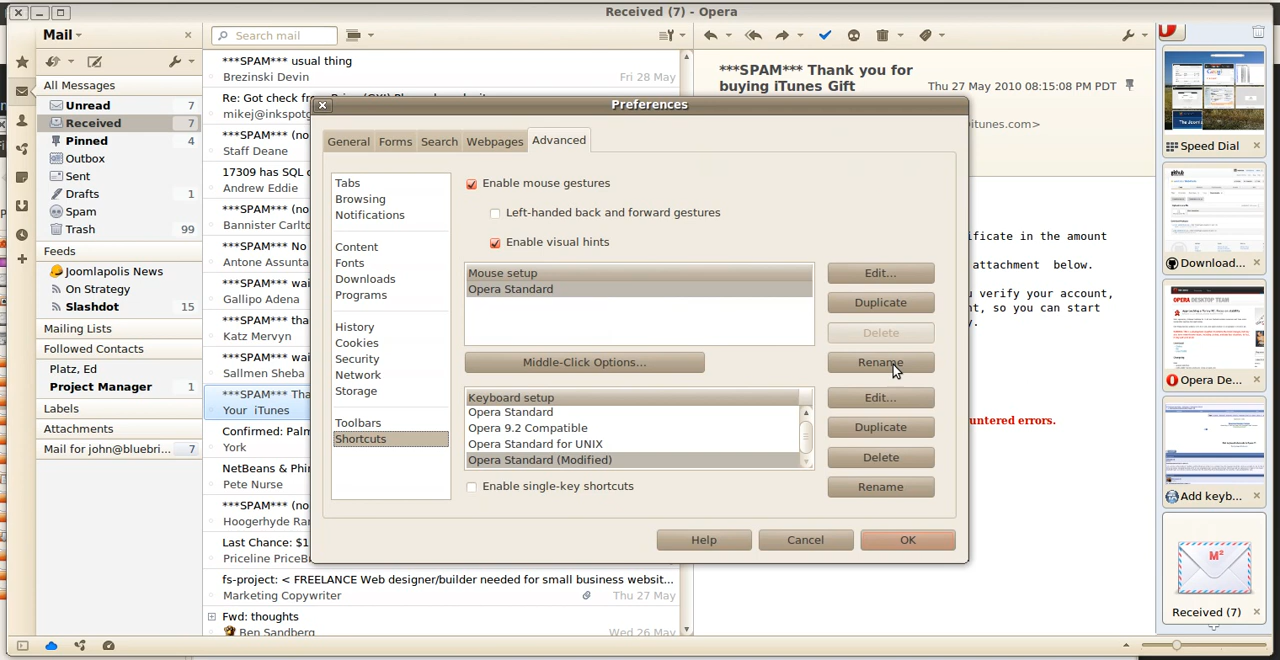 Received (7) - Opera
Mail
Search mail
All Messages
Unread 7
Received 7
Pinned 4
Outbox
Sent
Drafts 1
Spam
Trash 99
Feeds
Joomlapolis News
On Strategy
Slashdot 15
Mailing Lists
Followed Contacts
Platz, Ed
Project Manager 1
Labels
Attachments
Mail for john@bluebri... 7
***SPAM*** usual thing
Brezinski Devin Fri 28 May
Re: Got check fr
mikej@inkspot
***SPAM*** (no
Staff Deane
17309 has SQL
Andrew Eddie
***SPAM*** (no
Bannister Carlto
***SPAM*** No
Antone Assunta
***SPAM*** wai
Gallipo Adena
***SPAM*** tha
Katz Mervyn
***SPAM*** wa
Sallmen Sheba
***SPAM*** Tha
Your iTunes
Confirmed: Palm
York
NetBeans & Phi
Pete Nurse
***SPAM*** (no
Hoogerhyde Ra
Last Chance: $1
Priceline PriceB
fs-project: < FREELANCE Web designer/builder needed for small business websit...
Marketing Copywriter Thu 27 May
Fwd: thoughts
Ben Sandberg Wed 26 May
***SPAM*** Thank you for
buying iTunes Gift
Thu 27 May 2010 08:15:08 PM PDT
itunes.com>
ificate in the amount
attachment below.
u verify your account,
nt, so you can start
untered errors.
Preferences
General Forms Search Webpages Advanced
Tabs
Browsing
Notifications
Content
Fonts
Downloads
Programs
History
Cookies
Security
Network
Storage
Toolbars
Shortcuts
Enable mouse gestures
Left-handed back and forward gestures
Enable visual hints
Mouse setup
Opera Standard
Edit...
Duplicate
Delete
Rename
Middle-Click Options...
Keyboard setup
Opera Standard
Opera 9.2 Compatible
Opera Standard for UNIX
Opera Standard (Modified)
Edit...
Duplicate
Delete
Rename
Enable single-key shortcuts
Help Cancel OK
Speed Dial
Download...
OPERA DESKTOP TEAM
Opera De...
Add keyb...
M²
Received (7)